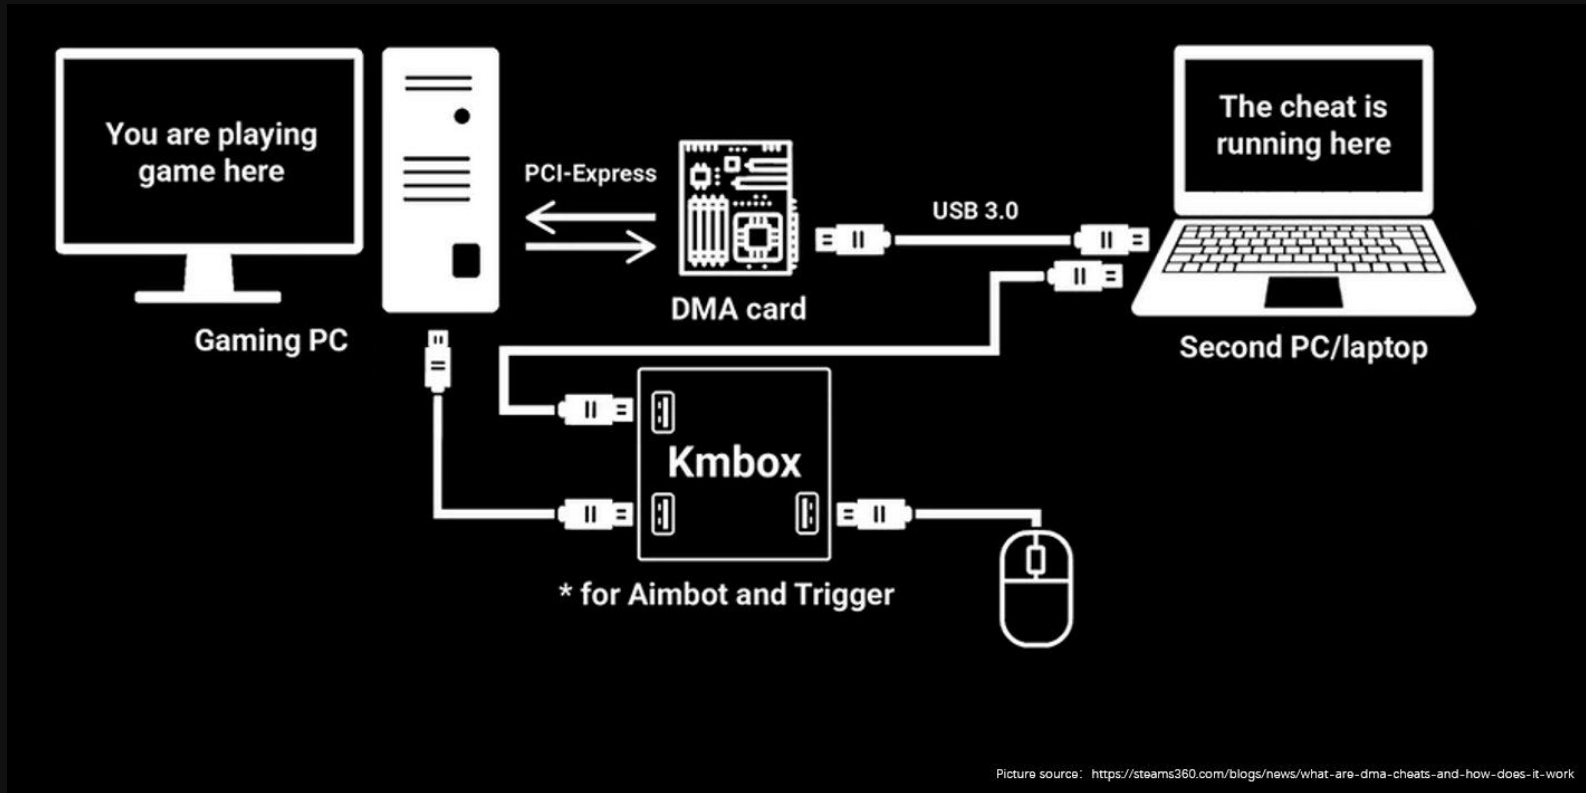 You are playing
game here
Gaming PC
PCI-Express
DMA card
USB 3.0
The cheat is
running here
Second PC/laptop
Kmbox
* for Aimbot and Trigger
Picture source：https://steams360.com/blogs/news/what-are-dma-cheats-and-how-does-it-work